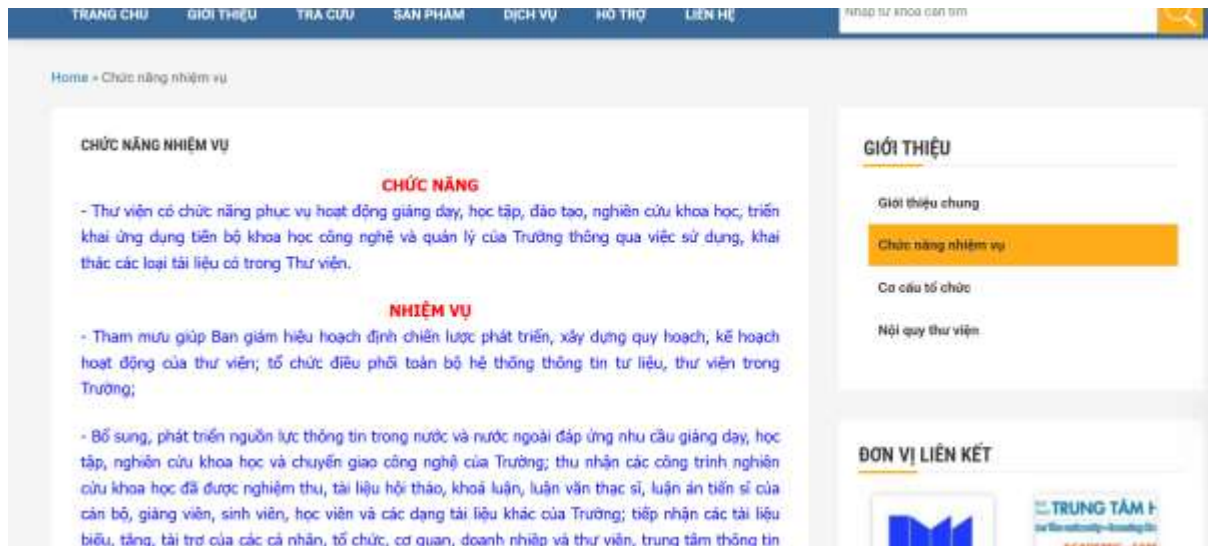 TRANG CHỦ GIỚI THIỆU TRA CỨU SẢN PHẨM DỊCH VỤ HỖ TRỢ LIÊN HỆ Nhập từ khóa cần tìm
Home » Chức năng nhiệm vụ
CHỨC NĂNG NHIỆM VỤ
CHỨC NĂNG
- Thư viện có chức năng phục vụ hoạt động giảng dạy, học tập, đào tạo, nghiên cứu khoa học, triển
khai ứng dụng tiến bộ khoa học công nghệ và quản lý của Trường thông qua việc sử dụng, khai
thác các loại tài liệu có trong Thư viện.
NHIỆM VỤ
- Tham mưu giúp Ban giám hiệu hoạch định chiến lược phát triển, xây dựng quy hoạch, kế hoạch
hoạt động của thư viện; tổ chức điều phối toàn bộ hệ thống thông tin tư liệu, thư viện trong
Trường;
- Bổ sung, phát triển nguồn lực thông tin trong nước và nước ngoài đáp ứng nhu cầu giảng dạy, học
tập, nghiên cứu khoa học và chuyển giao công nghệ của Trường; thu nhận các công trình nghiên
cứu khoa học đã được nghiệm thu, tài liệu hội thảo, khoá luận, luận văn thạc sĩ, luận án tiến sĩ của
cán bộ, giảng viên, sinh viên, học viên và các dạng tài liệu khác của Trường; tiếp nhận các tài liệu
biếu, tặng, tài trợ của các cá nhân, tổ chức, cơ quan, doanh nhiệp và thư viện, trung tâm thông tin
GIỚI THIỆU
Giới thiệu chung
Chức năng nhiệm vụ
Cơ cấu tổ chức
Nội quy thư viện
ĐƠN VỊ LIÊN KẾT
TRUNG TÂM H